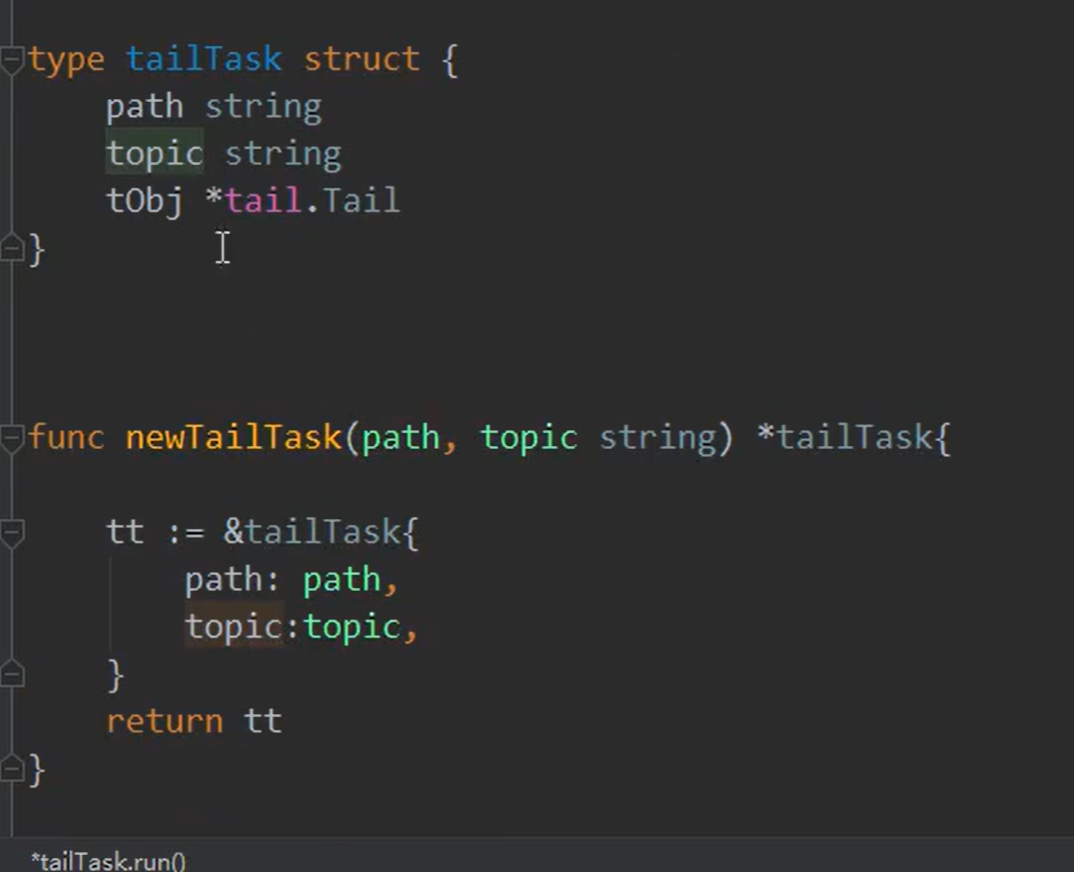 type tailTask struct {
path string
topic string
tObj *tail.Tail
}
func newTailTask(path, topic string) *tailTask{
tt := &tailTask{
path: path,
topic:topic,
}
return tt
}
*tailTask.run()